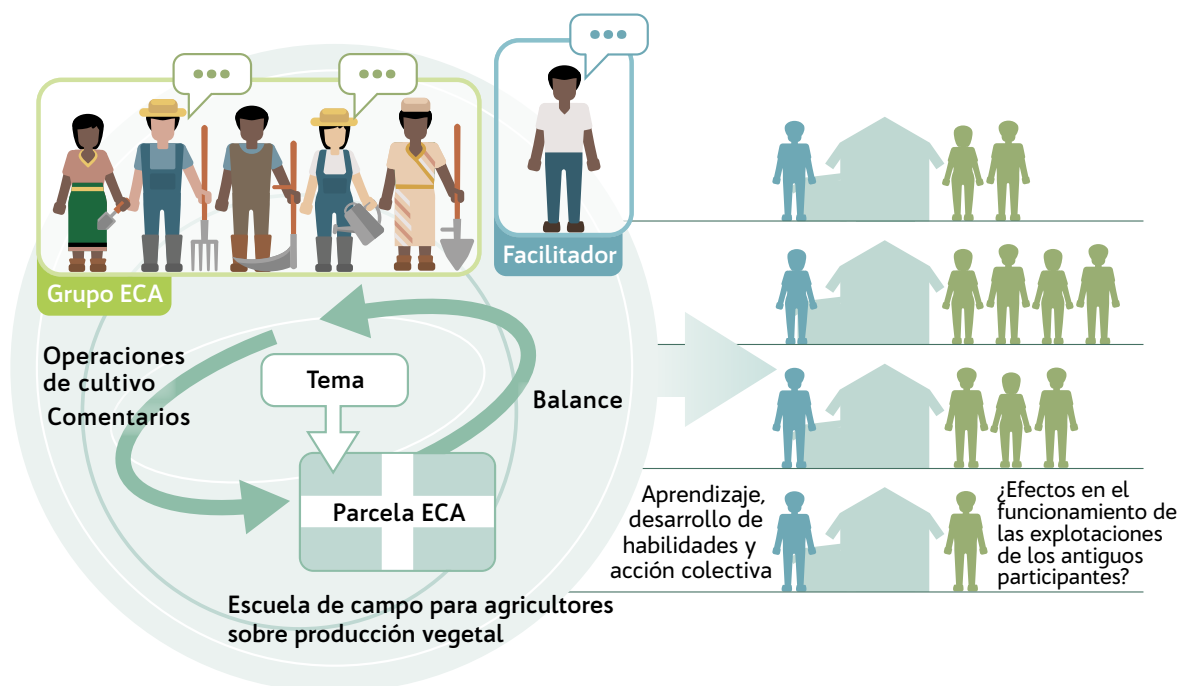 Grupo ECA
Facilitador
Operaciones
de cultivo
Comentarios
Tema
Balance
Parcela ECA
Escuela de campo para agricultores
sobre producción vegetal
Aprendizaje,
desarrollo de
habilidades y
acción colectiva
¿Efectos en el
funcionamiento de
las explotaciones
de los antiguos
participantes?